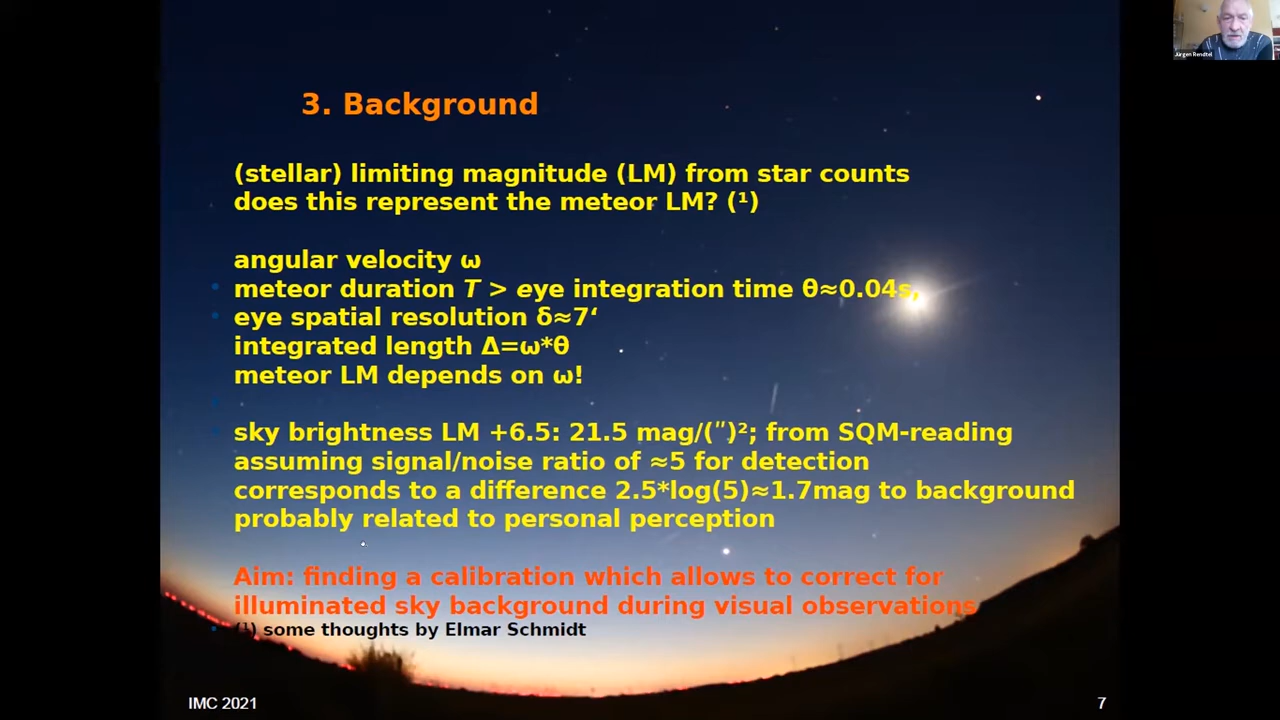 Jürgen Rendtel
3. Background
(stellar) limiting magnitude (LM) from star counts
does this represent the meteor LM? (¹)
angular velocity ω
meteor duration T > eye integration time θ≈0.04s,
eye spatial resolution δ≈7‘
integrated length Δ=ω*θ
meteor LM depends on ω!
sky brightness LM +6.5: 21.5 mag/(″)²; from SQM-reading
assuming signal/noise ratio of ≈5 for detection
corresponds to a difference 2.5*log(5)≈1.7mag to background
probably related to personal perception
Aim: finding a calibration which allows to correct for
illuminated sky background during visual observations
(¹) some thoughts by Elmar Schmidt
IMC 2021
7